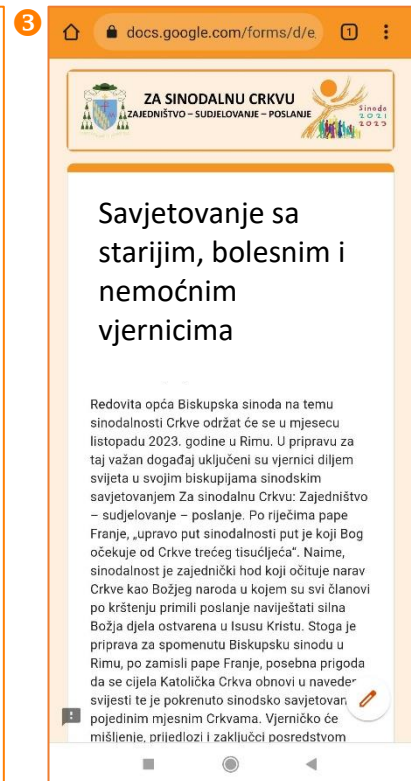 3
docs.google.com/forms/d/e
1
ZA SINODALNU CRKVU
ZAJEDNIŠTVO – SUDJELOVANJE – POSLANJE
Sinoda
2021
2023
Savjetovanje sa
starijim, bolesnim i
nemoćnim
vjernicima
Redovita opća Biskupska sinoda na temu
sinodalnosti Crkve održat će se u mjesecu
listopadu 2023. godine u Rimu. U pripravu za
taj važan događaj uključeni su vjernici diljem
svijeta u svojim biskupijama sinodskim
savjetovanjem Za sinodalnu Crkvu: Zajedništvo
– sudjelovanje – poslanje. Po riječima pape
Franje, „upravo put sinodalnosti put je koji Bog
očekuje od Crkve trećeg tisućljeća“. Naime,
sinodalnost je zajednički hod koji očituje narav
Crkve kao Božjeg naroda u kojem su svi članovi
po krštenju primili poslanje naviještati silna
Božja djela ostvarena u Isusu Kristu. Stoga je
priprava za spomenutu Biskupsku sinodu u
Rimu, po zamisli pape Franje, posebna prigoda
da se cijela Katolička Crkva obnovi u
svijesti te je pokrenuto sinodsko
pojedinim mjesnim Crkvama. Vjerničko će
mišljenje, prijedlozi i zaključci posredstvom